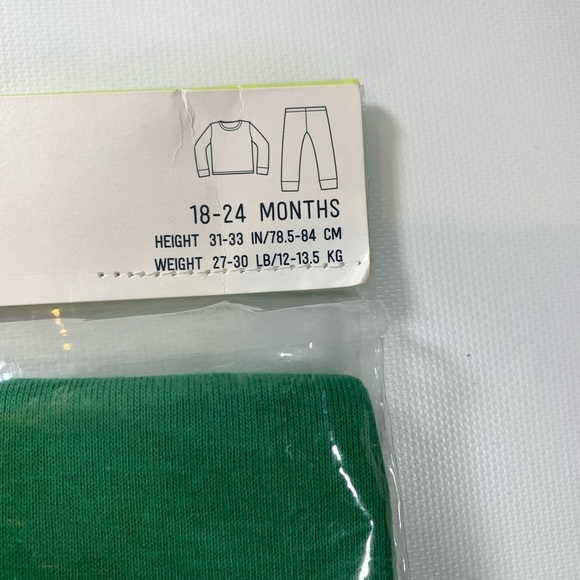 18-24 MONTHS
HEIGHT 31-33 IN/78.5-84 CM
WEIGHT 27-30 LB/12-13.5 KG